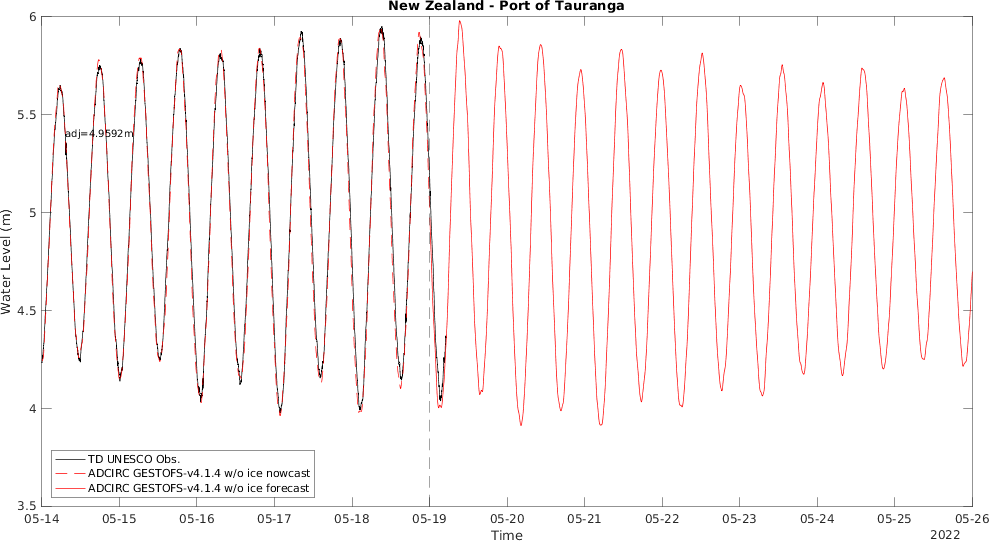 New Zealand - Port of Tauranga
6
5.5
5
4.5
4
3.5
Water Level (m)
adj=4.9592m
TD UNESCO Obs.
ADCIRC GESTOFS-v4.1.4 w/o ice nowcast
ADCIRC GESTOFS-v4.1.4 w/o ice forecast
05-14 05-15 05-16 05-17 05-18 05-19 05-20 05-21 05-22 05-23 05-24 05-25 05-26
Time
2022